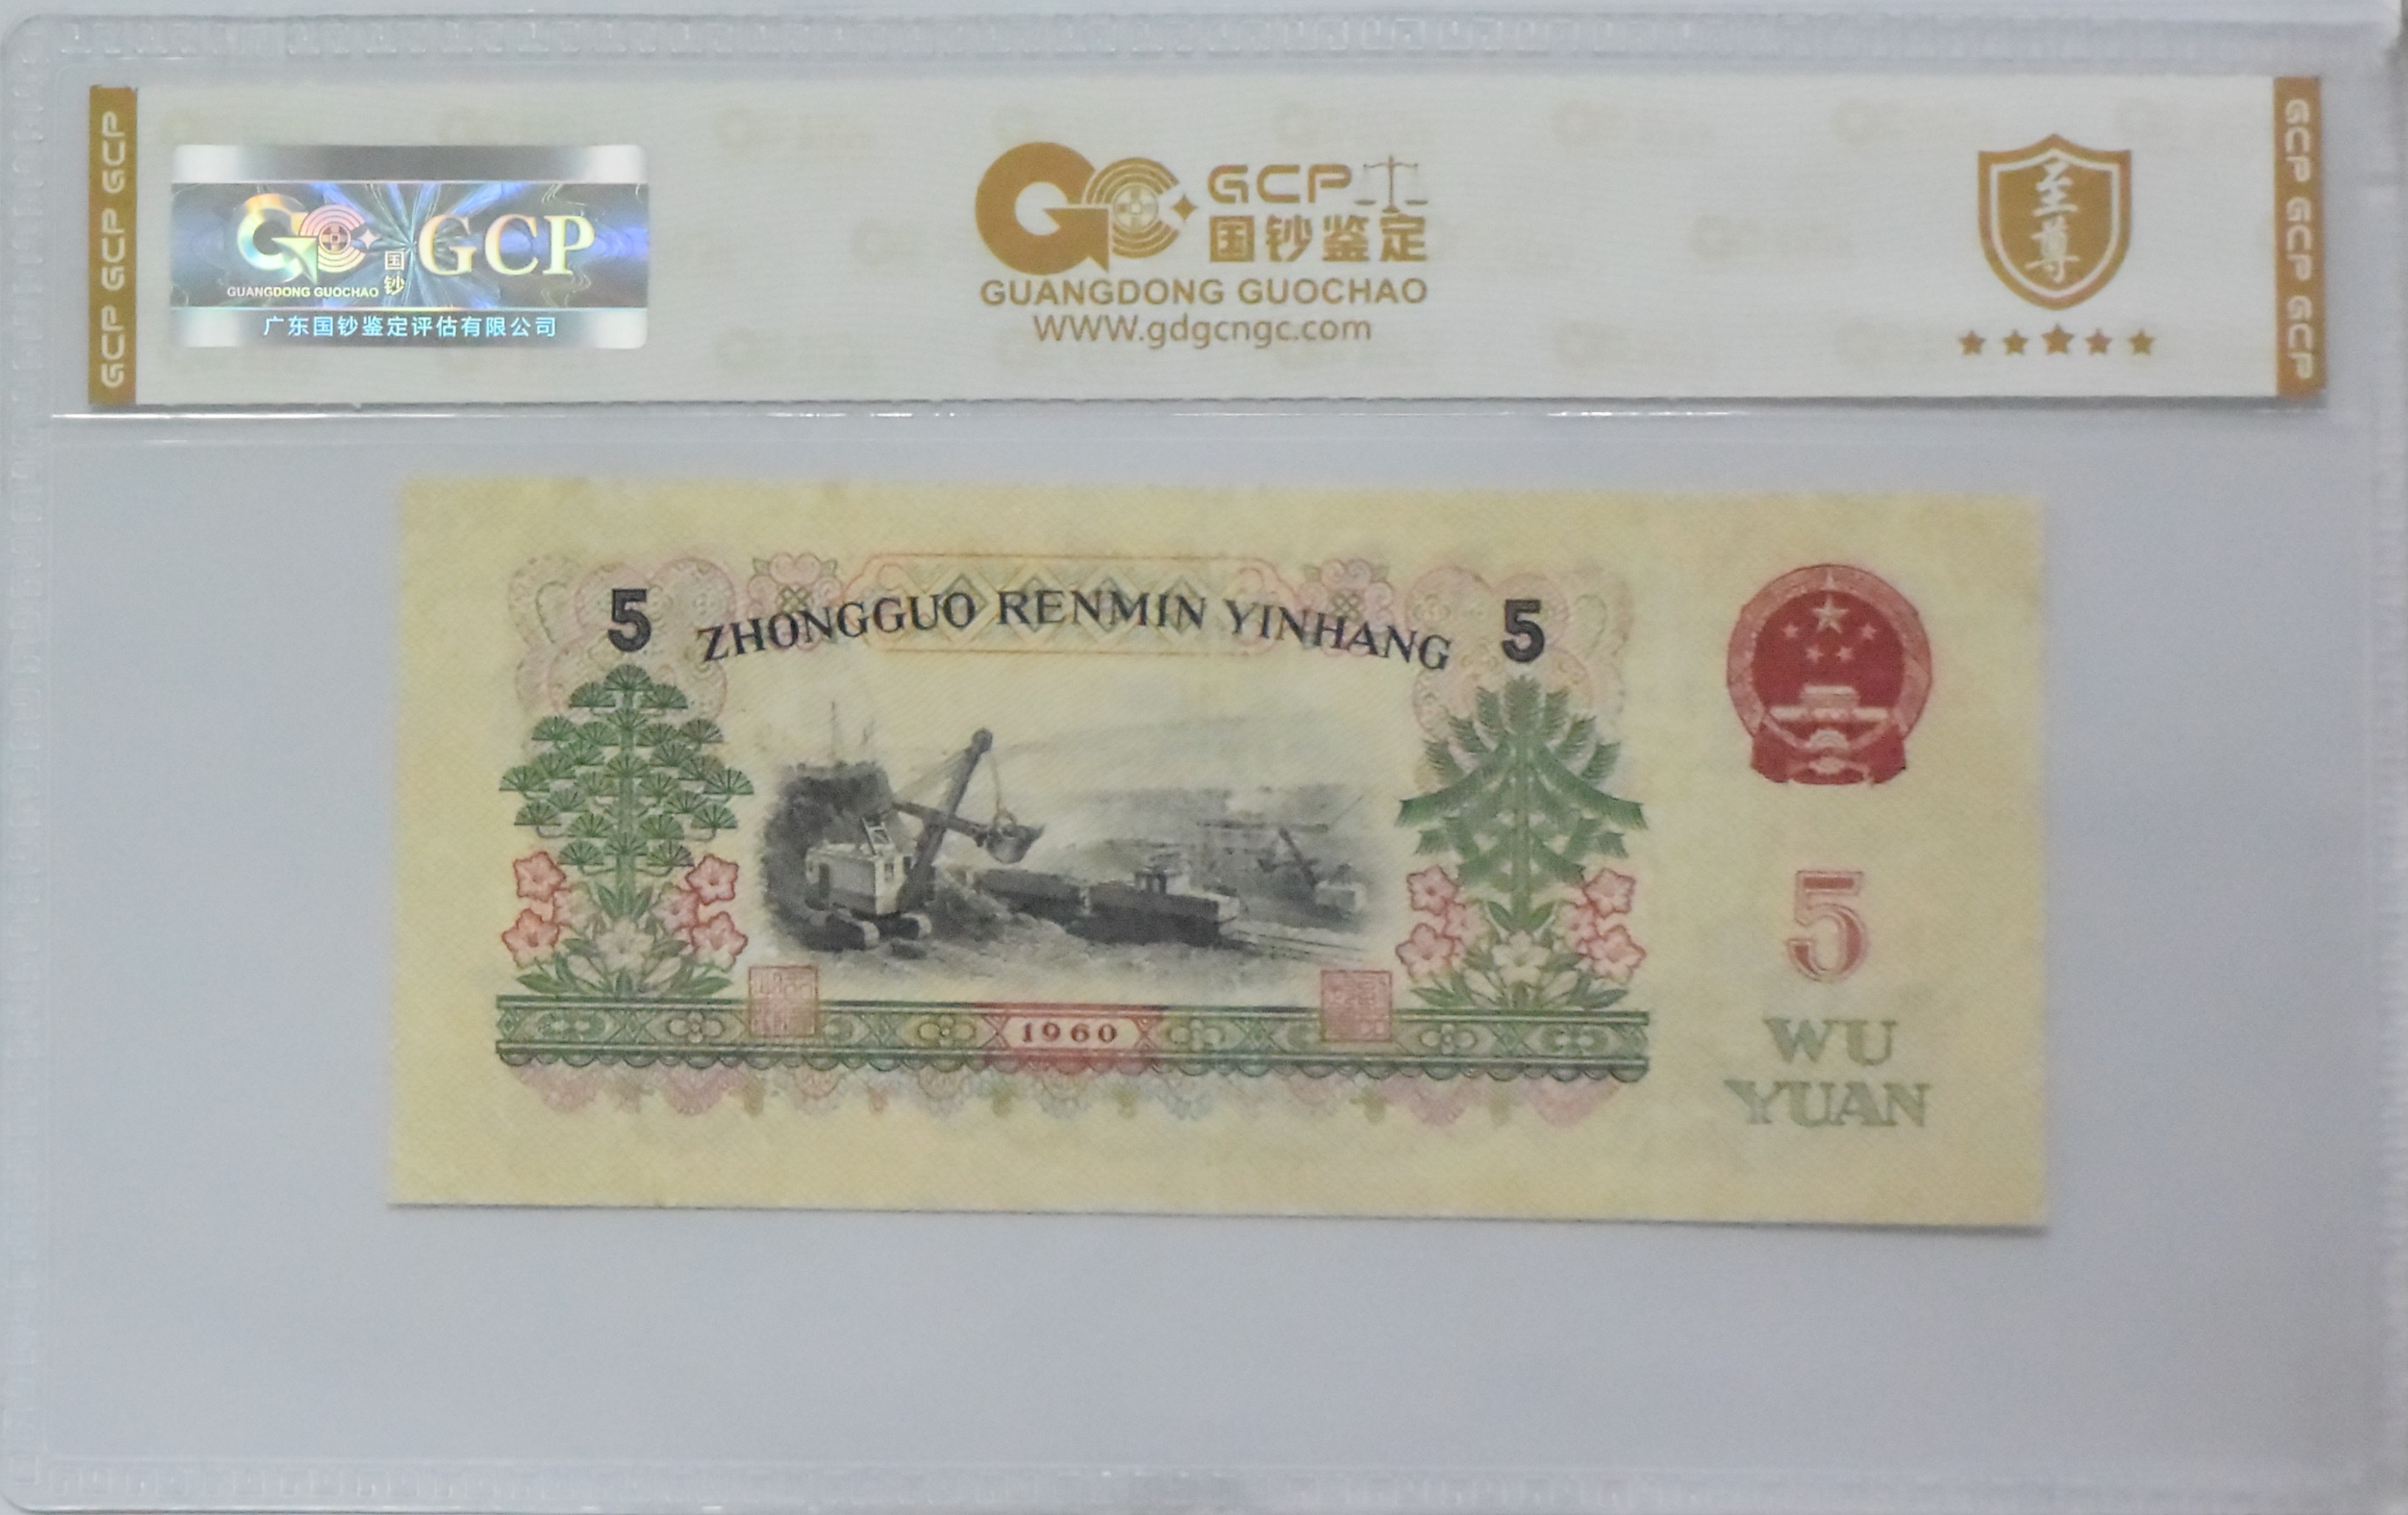 GCP GCP GCP
GCP
国钞
GUANGDONG GUOCHAO
广东国钞鉴定评估有限公司
GCP
国钞鉴定
GUANGDONG GUOCHAO
WWW.gdgcngc.com
至尊
GCP GCP GCP
5
ZHONGGUO RENMIN YINHANG
5
1960
5
WU
YUAN